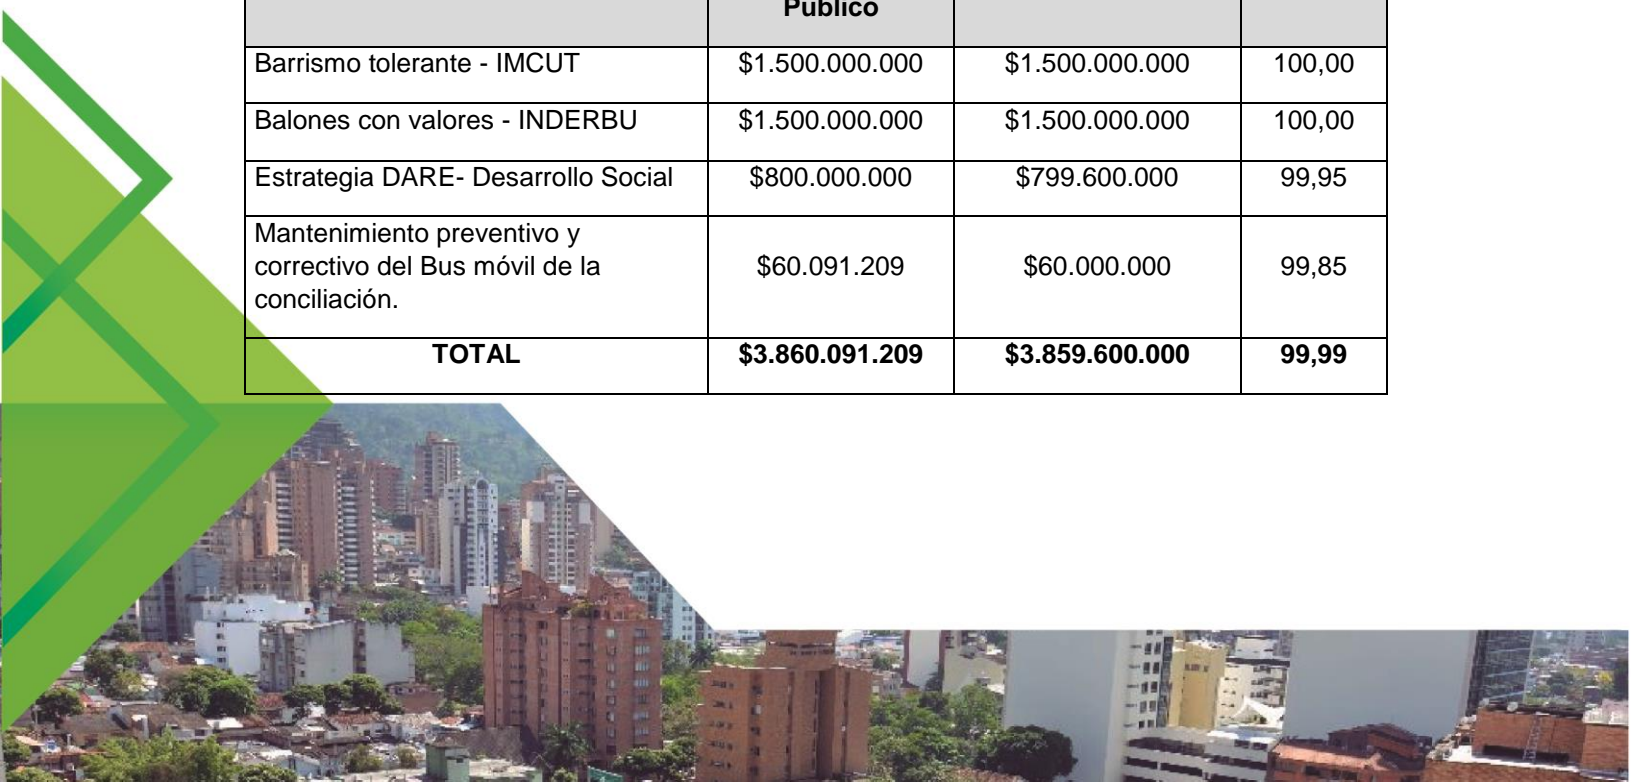 Público
Barrismo tolerante - IMCUT $1.500.000.000 $1.500.000.000 100,00
Balones con valores - INDERBU $1.500.000.000 $1.500.000.000 100,00
Estrategia DARE- Desarrollo Social $800.000.000 $799.600.000 99,95
Mantenimiento preventivo y
correctivo del Bus móvil de la $60.091.209 $60.000.000 99,85
conciliación.
TOTAL $3.860.091.209 $3.859.600.000 99,99